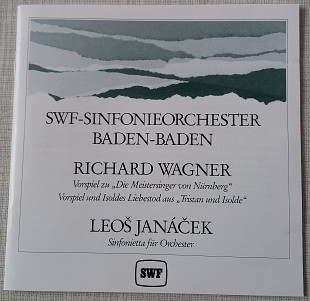 SWF-SINFONIEORCHESTER
BADEN-BADEN
RICHARD WAGNER
Vorspiel zu „Die Meistersinger von Nürnberg“
Vorspiel und Isoldes Liebestod aus „Tristan und Isolde“
LEOŠ JANÁČEK
Sinfonietta für Orchester
SWF